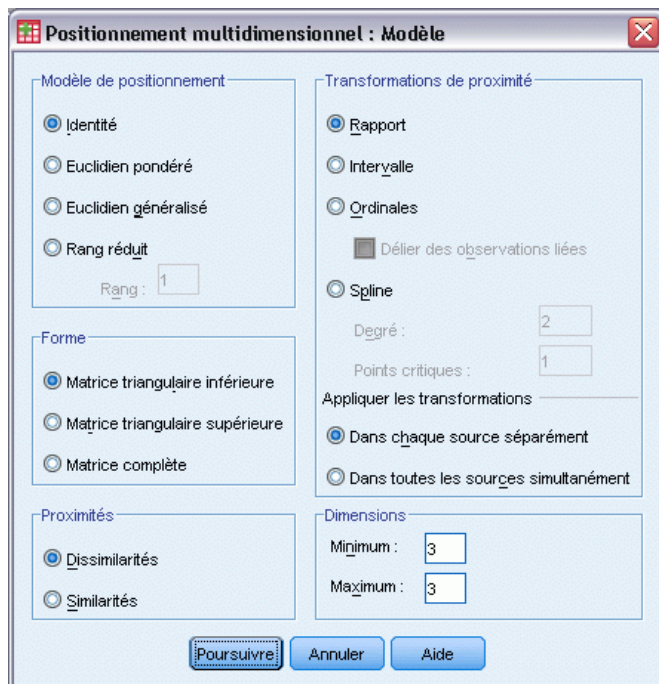 Positionnement multidimensionnel : Modèle
Modèle de positionnement
Identité
Euclidien pondéré
Euclidien généralisé
Rang réduit
Rang : 1
Forme
Matrice triangulaire inférieure
Matrice triangulaire supérieure
Matrice complète
Proximités
Dissimilarités
Similarités
Transformations de proximité
Rapport
Intervalle
Ordinales
Délier des observations liées
Spline
Degré : 2
Points critiques : 1
Appliquer les transformations
Dans chaque source séparément
Dans toutes les sources simultanément
Dimensions
Minimum : 3
Maximum : 3
Poursuivre Annuler Aide